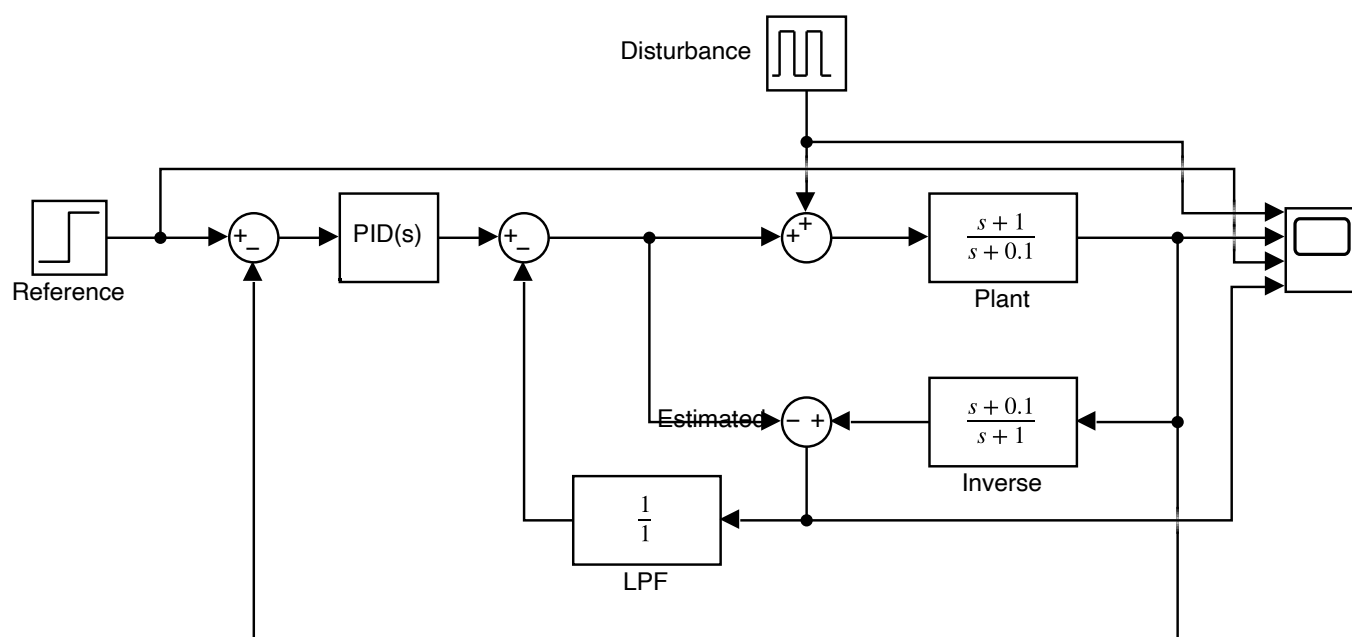 Disturbance
+
+
−
PID(s)
+
−
+
s + 1
s + 0.1
Reference
Plant
Estimated
−
+
s + 0.1
s + 1
Inverse
1
1
LPF